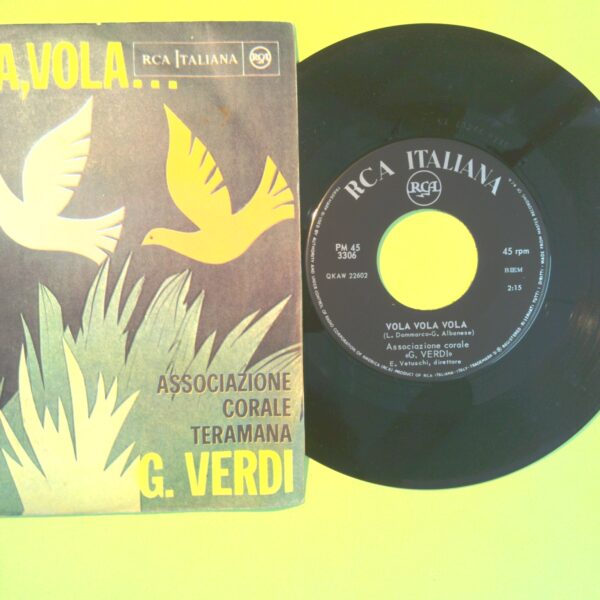 A, VOLA...
RCA ITALIANA RCA
ASSOCIAZIONE
CORALE
TERAMANA
G. VERDI
RCA ITALIANA
RCA
PM 45
3306
QKAW 22602
45 rpm
BIEM
2:15
VOLA VOLA VOLA
(L. Dommarco-G. Albanese)
Associazione corale
«G. VERDI»
E. Vetuschi, direttore